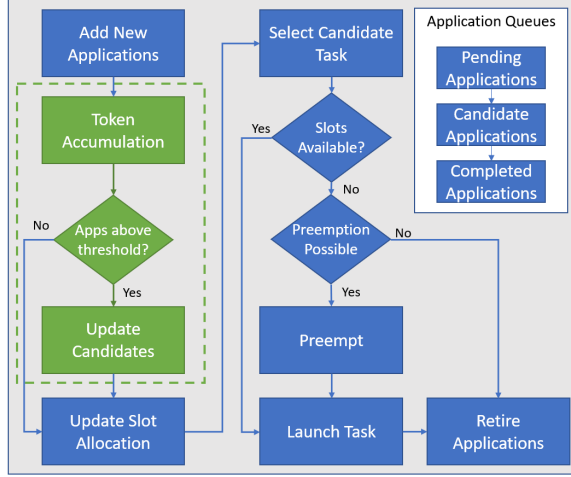 Add New
Applications
Token
Accumulation
Apps above
threshold?
No
Yes
Update
Candidates
Update Slot
Allocation
Select Candidate
Task
Slots
Available?
Yes
No
Preemption
Possible
No
Yes
Preempt
Launch Task
Retire
Applications
Application Queues
Pending
Applications
Candidate
Applications
Completed
Applications